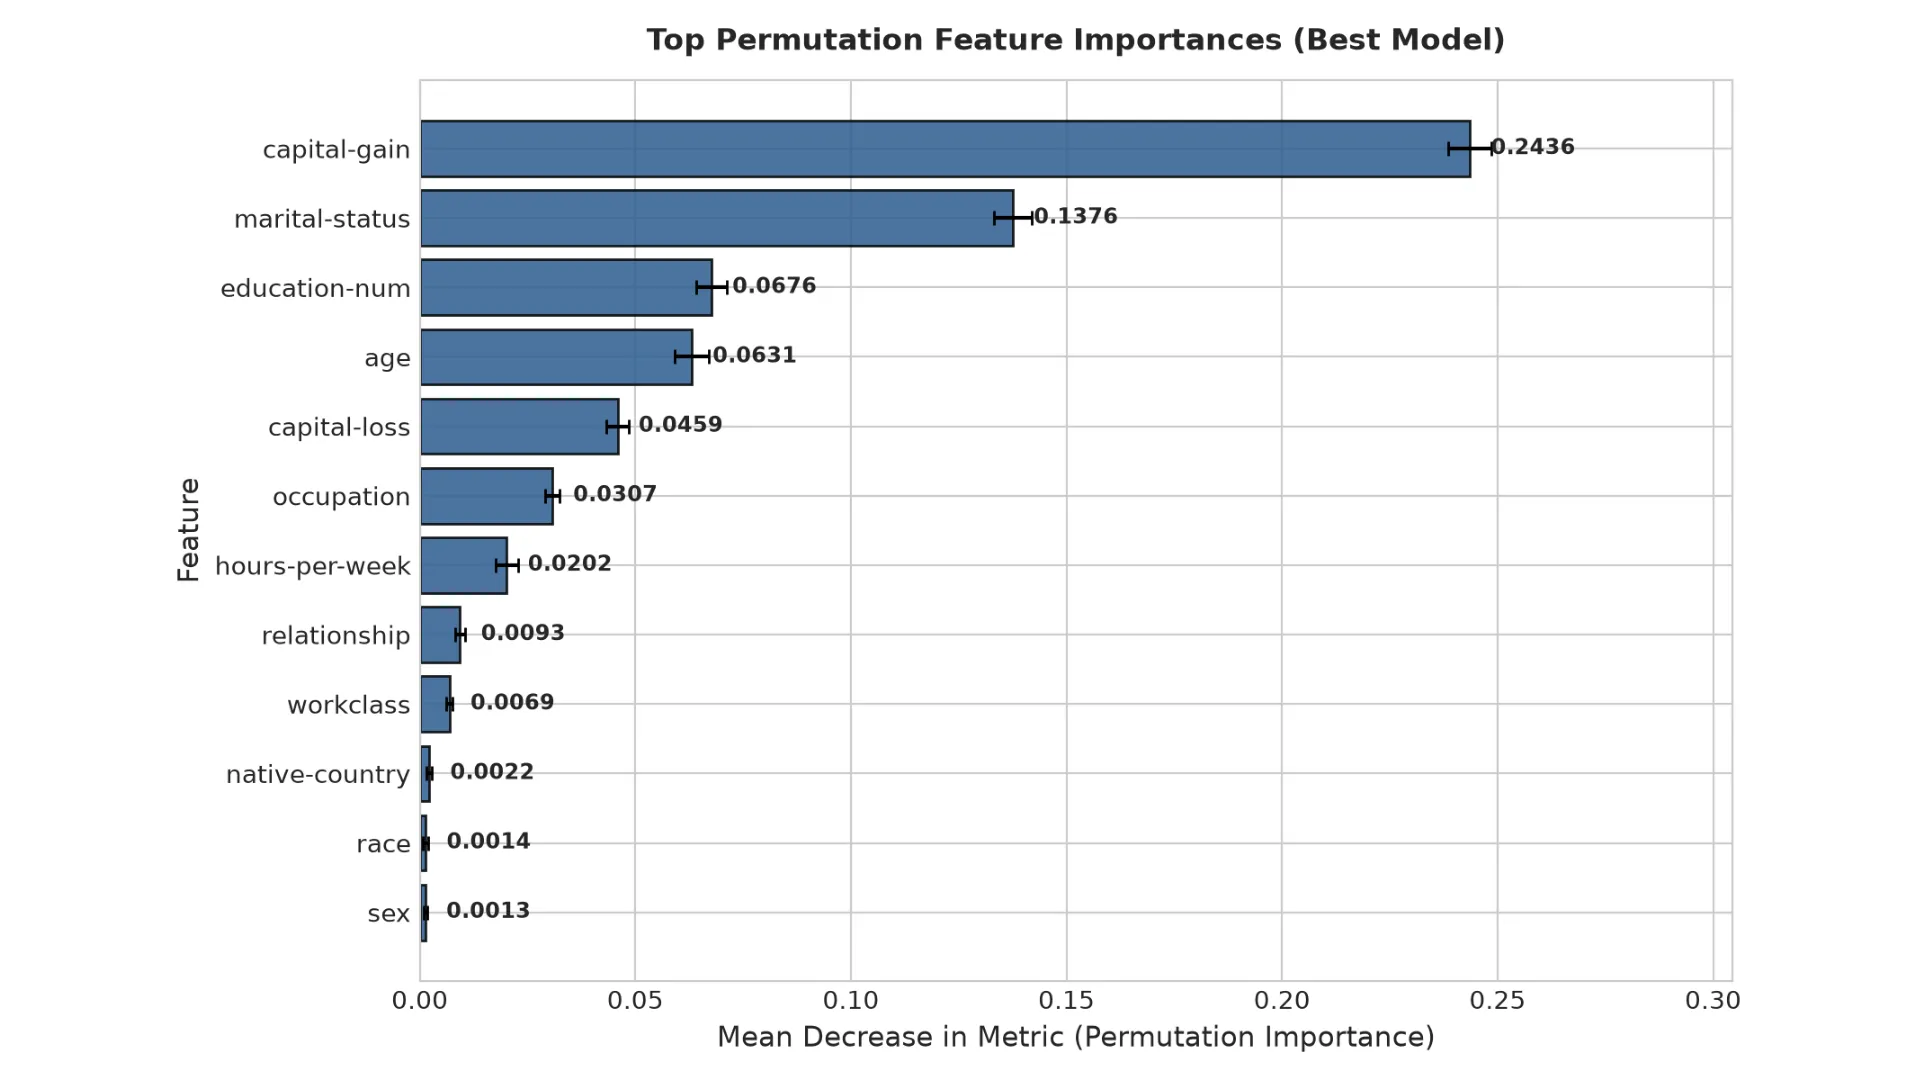 Top Permutation Feature Importances (Best Model)
capital-gain 0.2436
marital-status 0.1376
education-num 0.0676
age 0.0631
capital-loss 0.0459
occupation 0.0307
hours-per-week 0.0202
relationship 0.0093
workclass 0.0069
native-country 0.0022
race 0.0014
sex 0.0013
Feature
0.00 0.05 0.10 0.15 0.20 0.25 0.30
Mean Decrease in Metric (Permutation Importance)